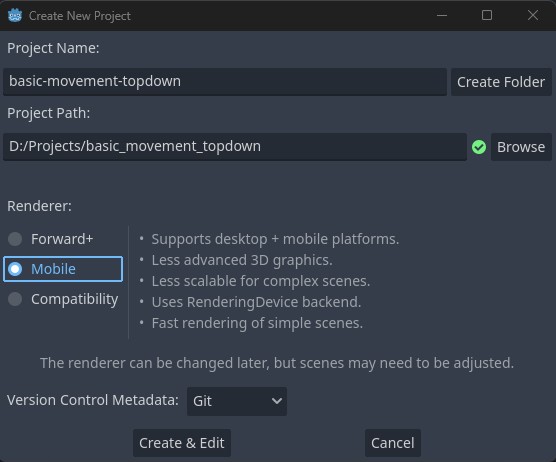 Create New Project
Project Name:
basic-movement-topdown
Create Folder
Project Path:
D:/Projects/basic_movement_topdown
Browse
Renderer:
Forward+
Mobile
Compatibility
• Supports desktop + mobile platforms.
• Less advanced 3D graphics.
• Less scalable for complex scenes.
• Uses RenderingDevice backend.
• Fast rendering of simple scenes.
The renderer can be changed later, but scenes may need to be adjusted.
Version Control Metadata: Git
Create & Edit
Cancel